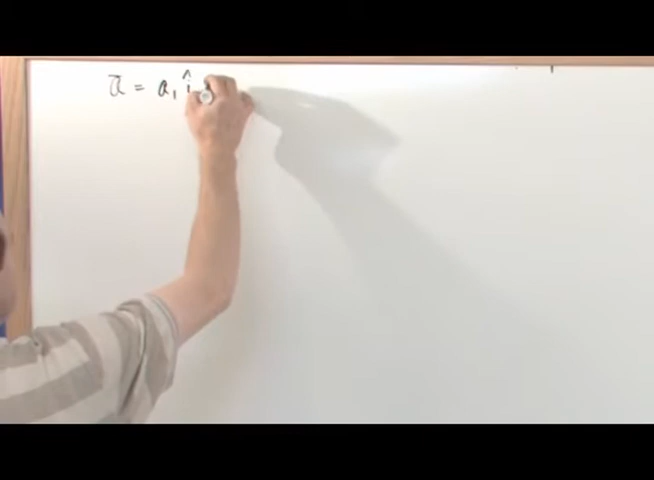 a̅ = a₁ î